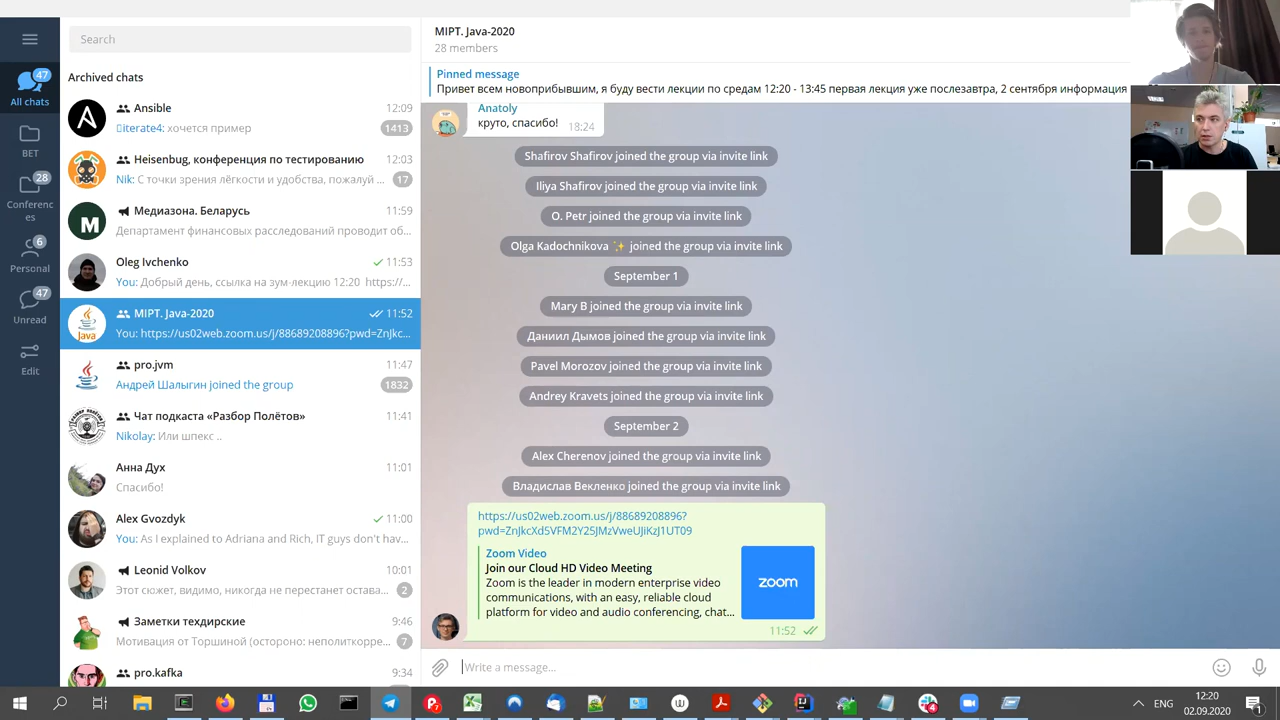 Search
Archived chats
47
All chats
BET
28
Conferenc
es
6
Personal
47
Unread
Edit
Ansible
12:09
iterate4: хочется пример
1413
Heisenbug, конференция по тестированию
12:03
Nik: С точки зрения лёгкости и удобства, пожалуй ...
17
M
Медиазона. Беларусь
11:59
Департамент финансовых расследований проводит об...
Oleg Ivchenko
11:53
You: Добрый день, ссылка на зум-лекцию 12:20 https://...
Java
MIPT. Java-2020
11:52
You: https://us02web.zoom.us/j/88689208896?pwd=ZnJkc...
pro.jvm
11:47
Андрей Шалыгин joined the group
1832
Чат подкаста «Разбор Полётов»
11:41
Nikolay: Или шпекс ..
Анна Дух
11:01
Спасибо!
Alex Gvozdyk
11:00
You: As I explained to Adriana and Rich, IT guys don't hav...
Leonid Volkov
10:01
Этот сюжет, видимо, никогда не перестанет остава...
2
Заметки техдирские
9:46
Мотивация от Торшиной (осторо: неполиткорре...
7
pro.kafka
9:34
MIPT. Java-2020
28 members
Pinned message
Привет всем новоприбывшим, я буду вести лекции по средам 12:20 - 13:45 первая лекция уже послезавтра, 2 сентября информация
Anatoly
круто, спасибо!
18:24
Shafirov Shafirov joined the group via invite link
Iliya Shafirov joined the group via invite link
O. Petr joined the group via invite link
Olga Kadochnikova ✨ joined the group via invite link
September 1
Mary B joined the group via invite link
Даниил Дымов joined the group via invite link
Pavel Morozov joined the group via invite link
Andrey Kravets joined the group via invite link
September 2
Alex Cherenov joined the group via invite link
Владислав Векленко joined the group via invite link
https://us02web.zoom.us/j/88689208896?
pwd=ZnJkcXd5VFM2Y25JMzVweUJiKzJ1UT09
Zoom Video
Join our Cloud HD Video Meeting
Zoom is the leader in modern enterprise video
communications, with an easy, reliable cloud
platform for video and audio conferencing, chat...
zoom
11:52
Write a message...
ENG
12:20
02.09.2020
4
1